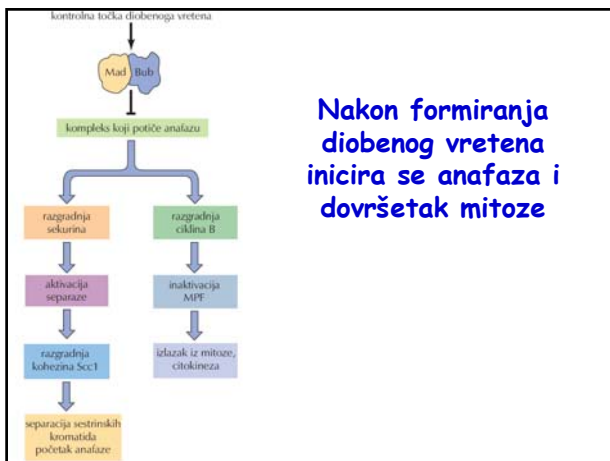 kontrolna točka diobenoga vretena
Mad Bub
kompleks koji potiče anafazu
razgradnja
sekurina
aktivacija
separaze
razgradnja
kohezina Scc1
separacija sestrinskih
kromatida
početak anafaze
razgradnja
ciklina B
inaktivacija
MPF
izlazak iz mitoze,
citokineza
Nakon formiranja
diobenog vretena
inicira se anafaza i
dovršetak mitoze